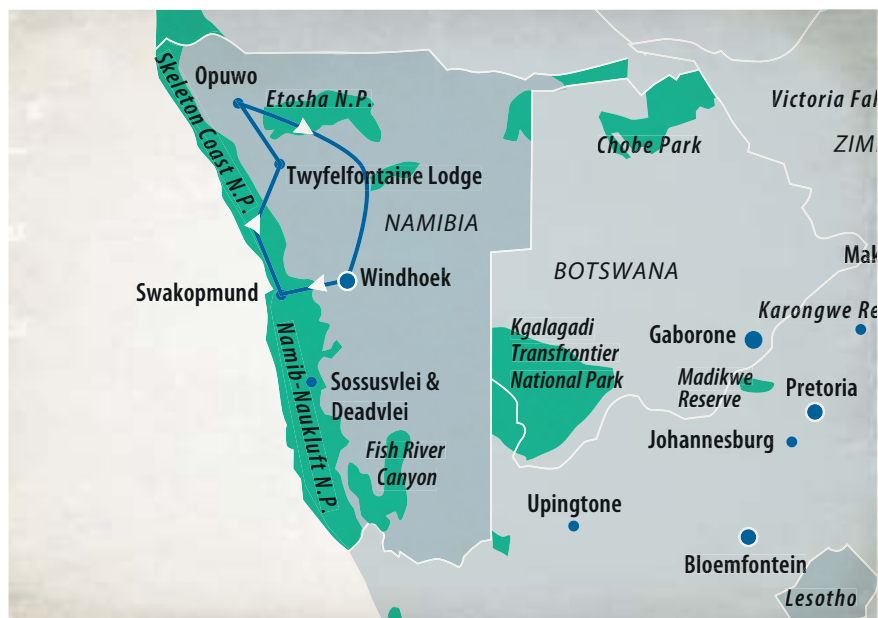 Opuwo
Etosha N.P.
Skeleton Coast N.P.
Twyfelfontaine Lodge
NAMIBIA
Windhoek
Swakopmund
Namib-Naukluft N.P.
Sossusvlei &
Deadvlei
Fish River
Canyon
Chobe Park
Victoria Fal
ZIM
BOTSWANA
Mak
Karongwe Re
Kgalagadi
Transfrontier
National Park
Gaborone
Madikwe
Reserve
Pretoria
Johannesburg
Upingtone
Bloemfontein
Lesotho